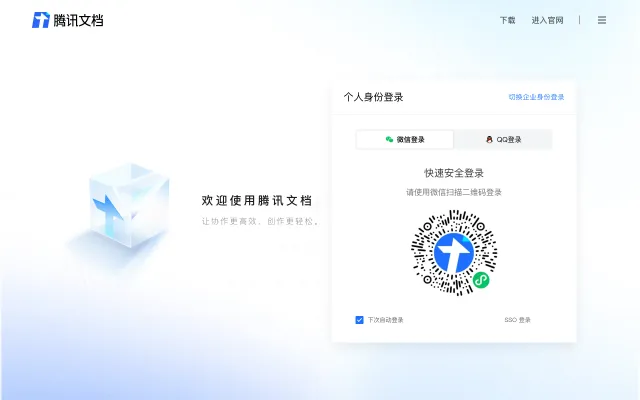 腾讯文档
下载
进入官网
个人身份登录
切换企业身份登录
微信登录
QQ登录
快速安全登录
请使用微信扫描二维码登录
欢迎使用腾讯文档
让协作更高效、创作更轻松。
下次自动登录
SSO 登录